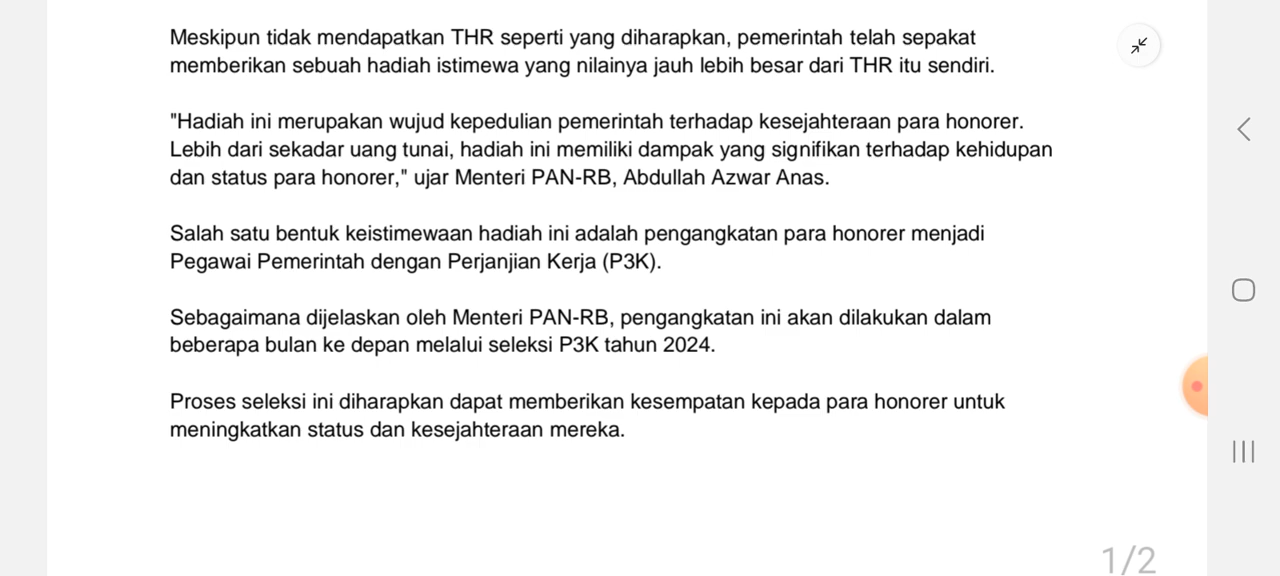 Meskipun tidak mendapatkan THR seperti yang diharapkan, pemerintah telah sepakat
memberikan sebuah hadiah istimewa yang nilainya jauh lebih besar dari THR itu sendiri.
"Hadiah ini merupakan wujud kepedulian pemerintah terhadap kesejahteraan para honorer.
Lebih dari sekadar uang tunai, hadiah ini memiliki dampak yang signifikan terhadap kehidupan
dan status para honorer," ujar Menteri PAN-RB, Abdullah Azwar Anas.
Salah satu bentuk keistimewaan hadiah ini adalah pengangkatan para honorer menjadi
Pegawai Pemerintah dengan Perjanjian Kerja (P3K).
Sebagaimana dijelaskan oleh Menteri PAN-RB, pengangkatan ini akan dilakukan dalam
beberapa bulan ke depan melalui seleksi P3K tahun 2024.
Proses seleksi ini diharapkan dapat memberikan kesempatan kepada para honorer untuk
meningkatkan status dan kesejahteraan mereka.
1/2